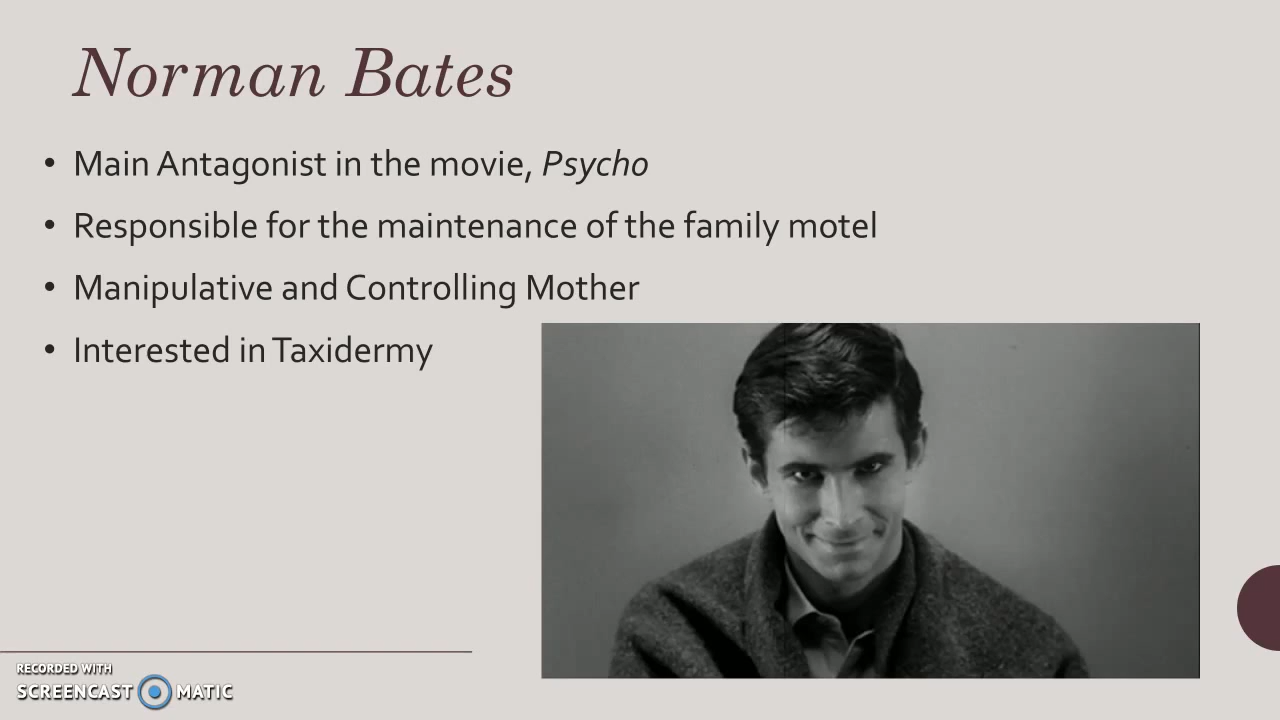 Norman Bates
• Main Antagonist in the movie, Psycho
• Responsible for the maintenance of the family motel
• Manipulative and Controlling Mother
• Interested in Taxidermy
RECORDED WITH
SCREENCAST MATIC